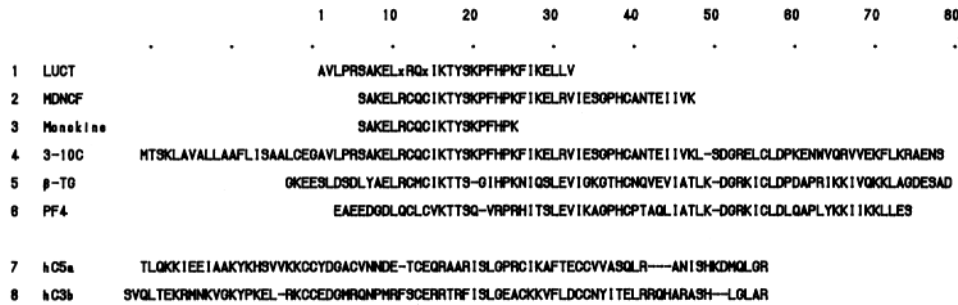 1 10 20 30 40 50 60 70 80
. . . . . . . . . . .
1 LUCT AVLPRSAKELxRQxIKTYSKPFHPKFIKELLV
2 MDNCF SAKELRCQCIKTYSKPFHPKFIKELRVIESGPHCANTEIIVK
3 Monokine SAKELRCQCIKTYSKPFHPK
4 3-10C MTSKLAVALLAAFLISAALCEGAVLPRSAKELRCQCIKTYSKPFHPKFIKELRVIESGPHCANTEIIVKL-SDGRELCLDPKENWVQRVVEKFLKRAENS
5 β-TG GKEESLDSDLYAELRCMCIKTTS-GIHPKNIQSLEVIGKGTHCNQVEVIATLK-DGRKICLDPDAPRIKKIVQKKLAGDESAD
6 PF4 EAEEDGDLQCLCVKTTSQ-VRPRHITSLEVIKAGPHCPTAQLIATLK-DGRKICLDLQAPLYKKIIKKLLES
7 hC5a TLQKKIEEIAAKYKHSVVKKCCYDGACVNNDE-TCEQRAARISLGPRCIKAFTECCVVASQLR----ANISHKDMQLGR
8 hC3b SVQLTEKRMNKVGKYPKEL-RKCCEDGMRQNPMRFSCERRTRFISLGEACKKVFLDCCNYITELRRQHARASH--LGLAR